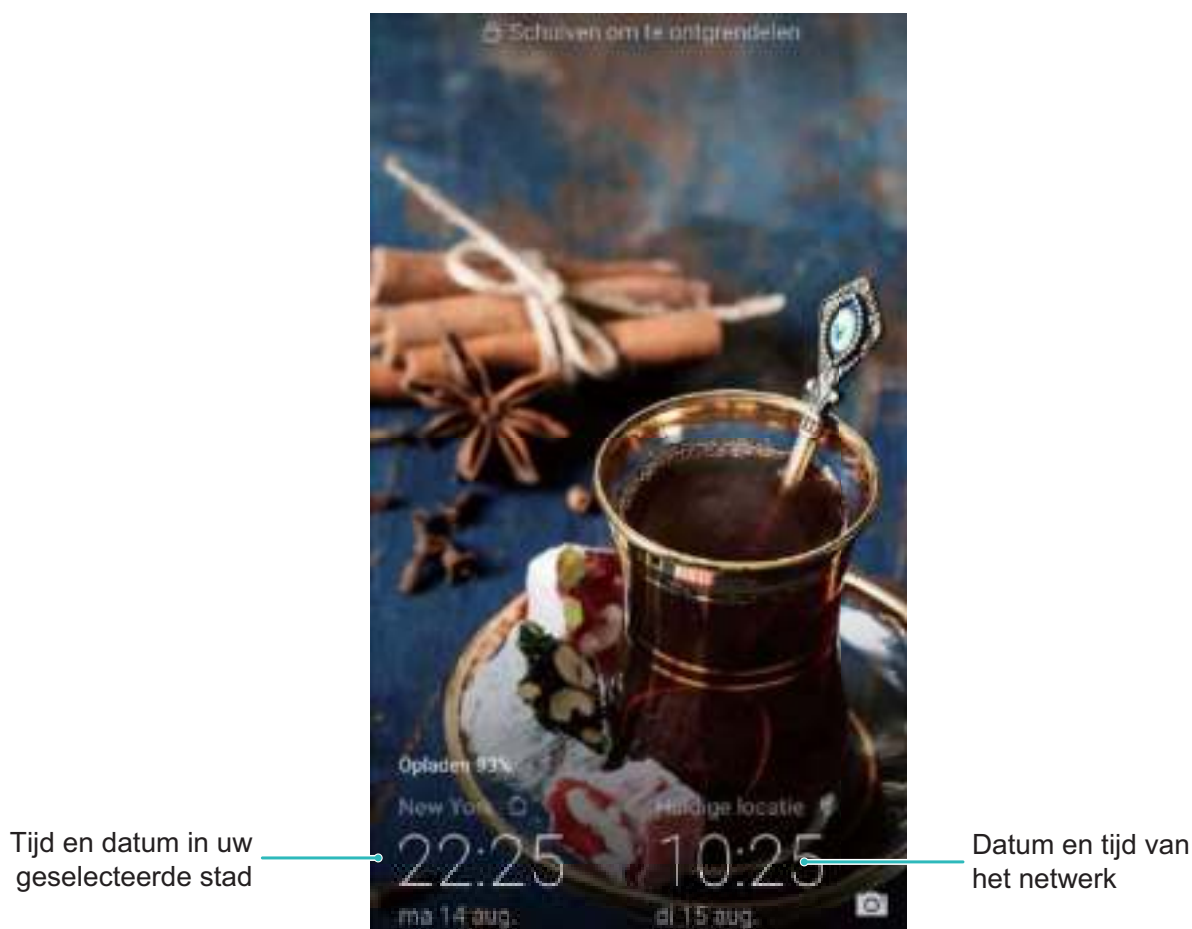 Schuiven om te ontgrendelen
Opladen 93%
New York
Huidige locatie
22:25
10:25
ma 14 aug.
di 15 aug.
Tijd en datum in uw
geselecteerde stad
Datum en tijd van
het netwerk